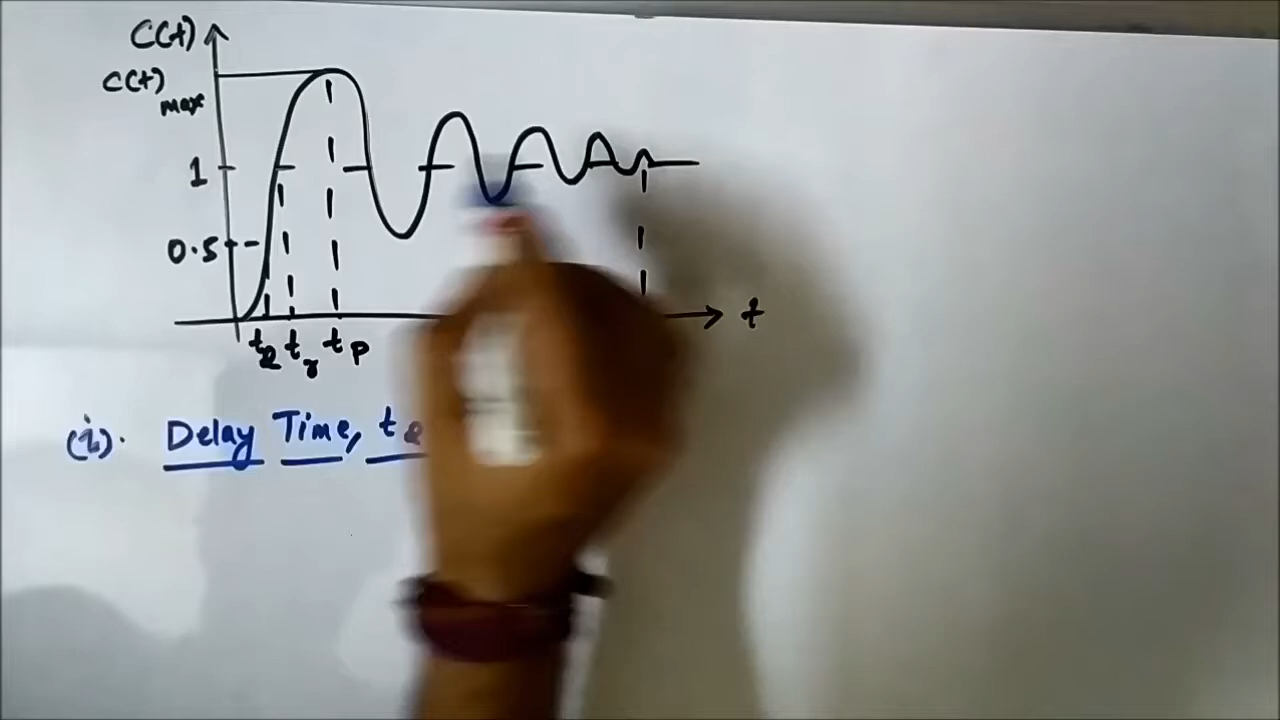 C(t)
C(t)max
1
0.5
t
td tr tp
(i). Delay Time, td